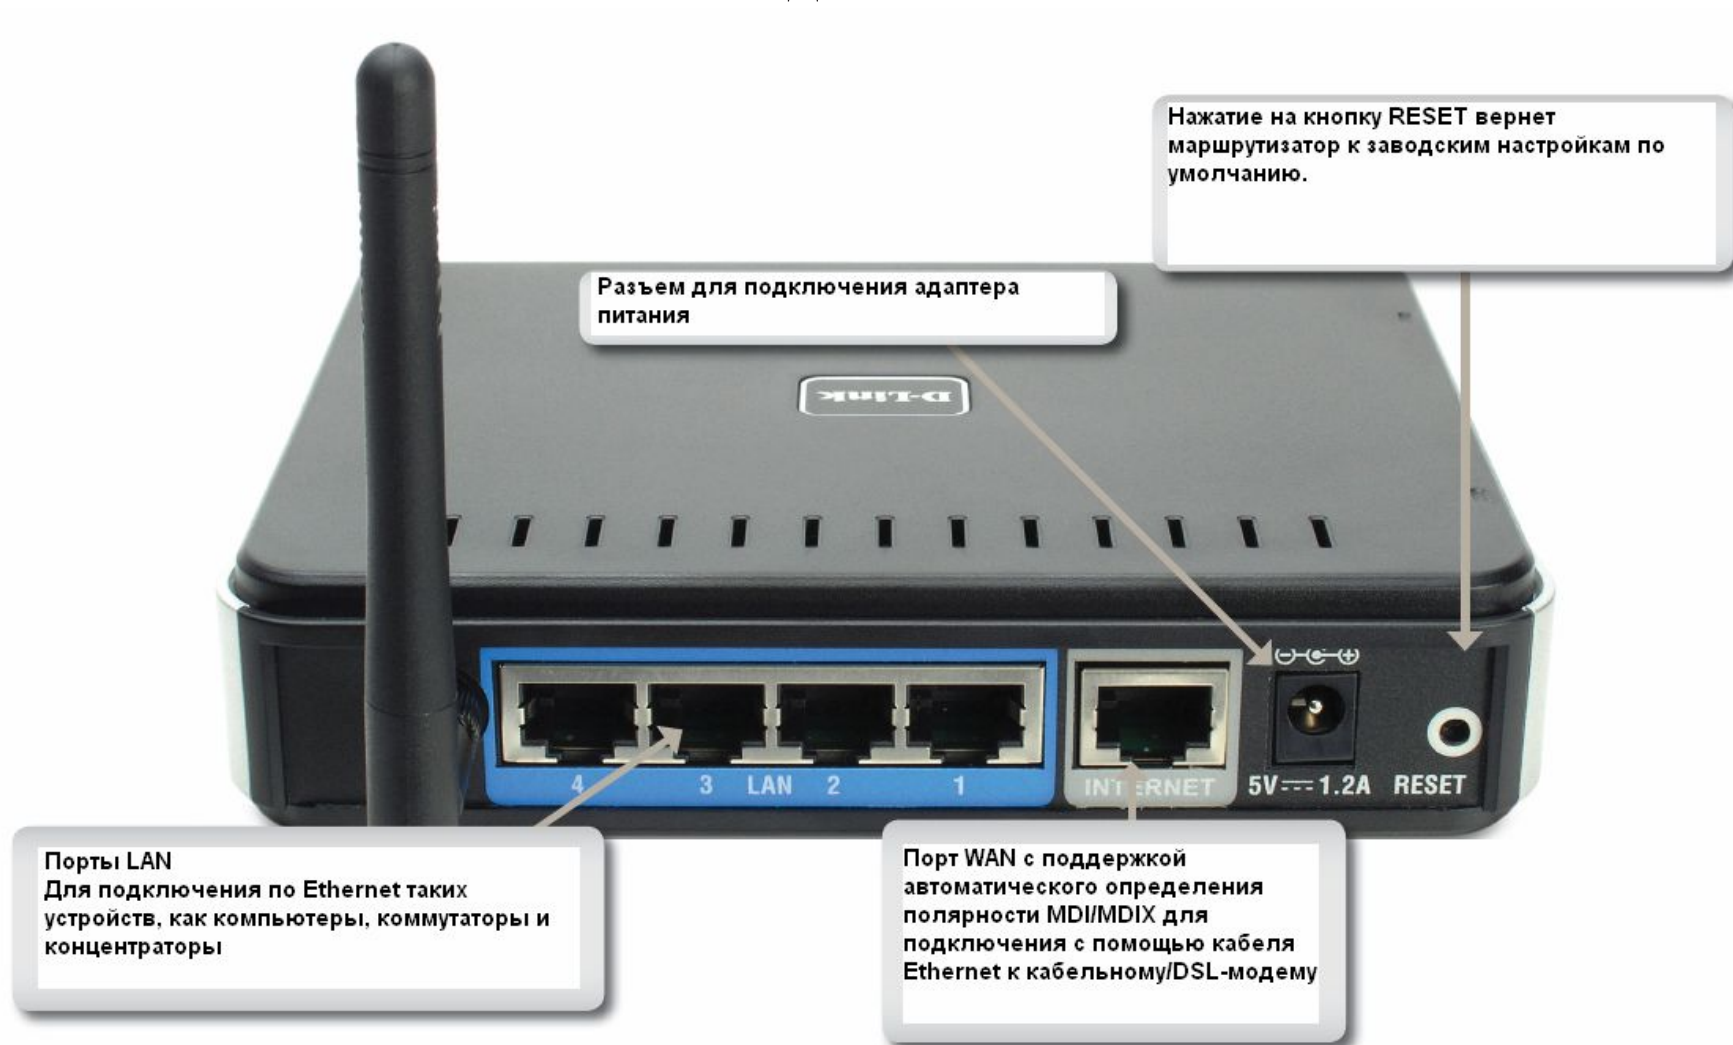 Нажатие на кнопку RESET вернет
маршрутизатор к заводским настройкам по
умолчанию.
Разъем для подключения адаптера
питания
D-Link
4 3 LAN 2 1
INTERNET
5V 1.2A
RESET
Порты LAN
Для подключения по Ethernet таких
устройств, как компьютеры, коммутаторы и
концентраторы
Порт WAN с поддержкой
автоматического определения
полярности MDI/MDIX для
подключения с помощью кабеля
Ethernet к кабельному/DSL-модему